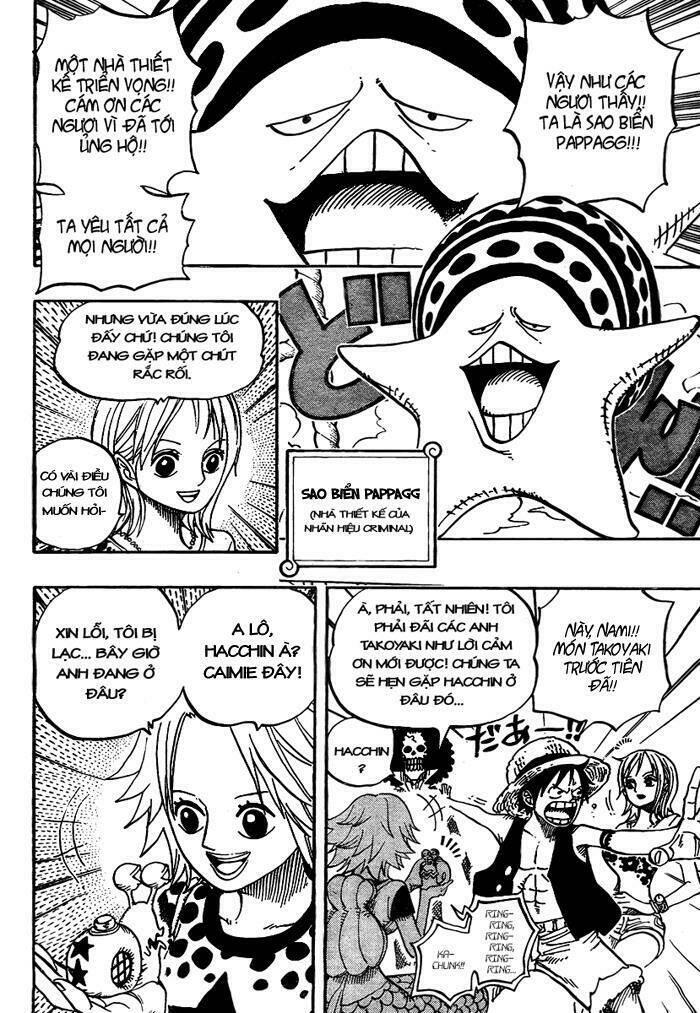 VẬY NHƯ CÁC
NGƯƠI THẤY!!
TA LÀ SAO BIỂN
PAPPAGG!!!
MỘT NHÀ THIẾT
KẾ TRIỂN VỌNG!!
CÁM ƠN CÁC
NGƯƠI VÌ ĐÃ TỚI
ỦNG HỘ!!
TA YÊU TẤT CẢ
MỌI NGƯỜI!!!
ど
ん
!!
SAO BIỂN PAPPAGG
(NHÀ THIẾT KẾ CỦA
NHÃN HIỆU CRIMINAL)
NHƯNG VỪA ĐÚNG LÚC
ĐẤY CHỨ! CHÚNG TÔI
ĐANG GẶP MỘT CHÚT
RẮC RỐI.
CÓ VÀI ĐIỀU
CHÚNG TÔI
MUỐN HỎI-
NÀY, NAMI!!
MÓN TAKOYAKI
TRƯỚC TIÊN
ĐÃ!!
だぁー!!
À, PHẢI, TẤT NHIÊN! TÔI
PHẢI ĐÃI CÁC ANH
TAKOYAKI NHƯ LỜI CẢM
ƠN MỚI ĐƯỢC! CHÚNG TA
SẼ HẸN GẶP HACCHIN Ở
ĐÂU ĐÓ...
HACCHIN
?
RING-
RING,
RING-
RING,
RING-
RING...
KA-
CHUNK!!
A LÔ,
HACCHIN À?
CAIMIE ĐÂY!
XIN LỖI, TÔI BỊ
LẠC... BÂY GIỜ
ANH ĐANG Ở
ĐÂU?